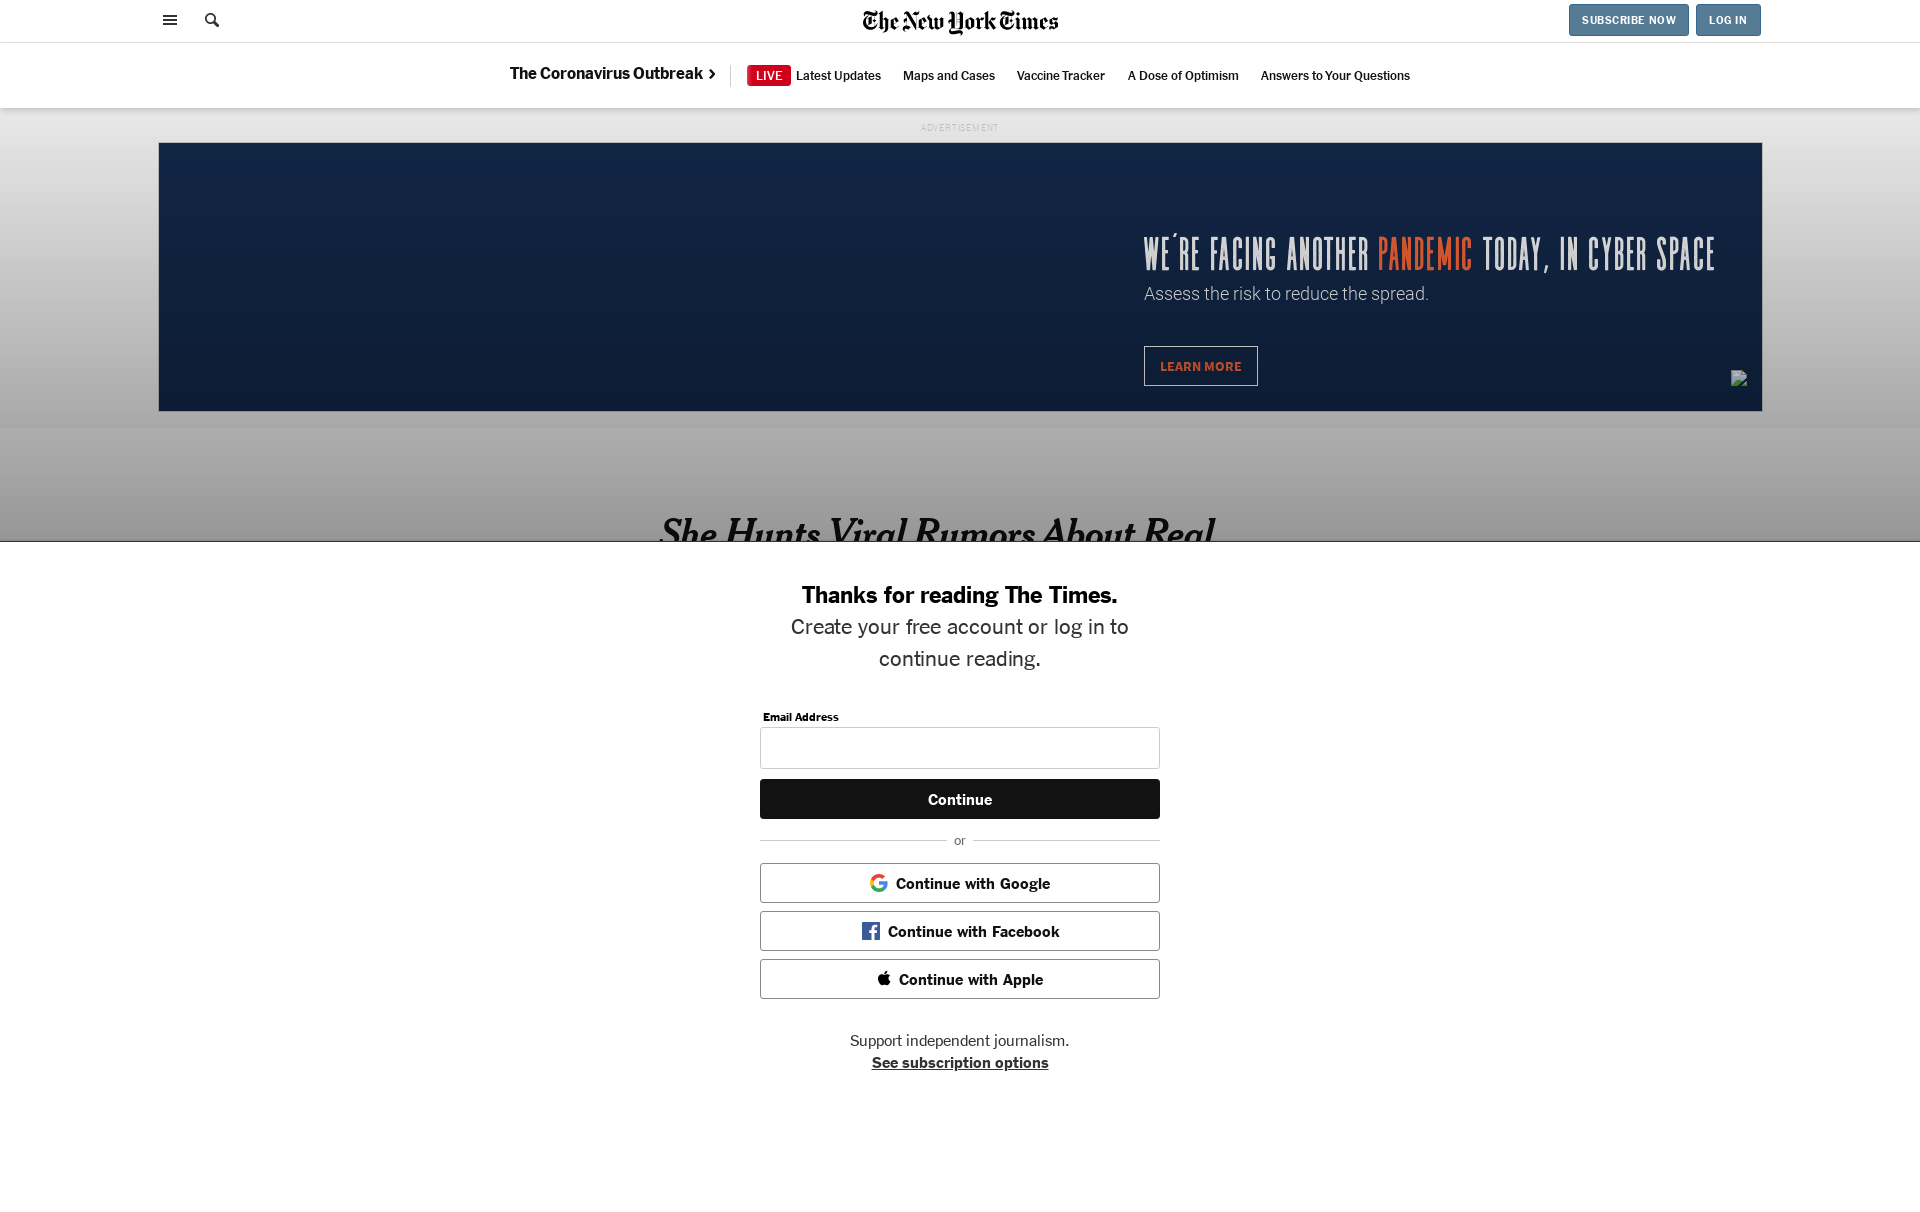 The New York Times
SUBSCRIBE NOW
LOG IN
The Coronavirus Outbreak
LIVE Latest Updates
Maps and Cases
Vaccine Tracker
A Dose of Optimism
Answers to Your Questions
ADVERTISEMENT
WE'RE FACING ANOTHER PANDEMIC TODAY, IN CYBER SPACE
Assess the risk to reduce the spread.
LEARN MORE
She Hunts Viral Rumors About Real
Thanks for reading The Times.
Create your free account or log in to
continue reading.
Email Address
Continue
or
Continue with Google
Continue with Facebook
Continue with Apple
Support independent journalism.
See subscription options